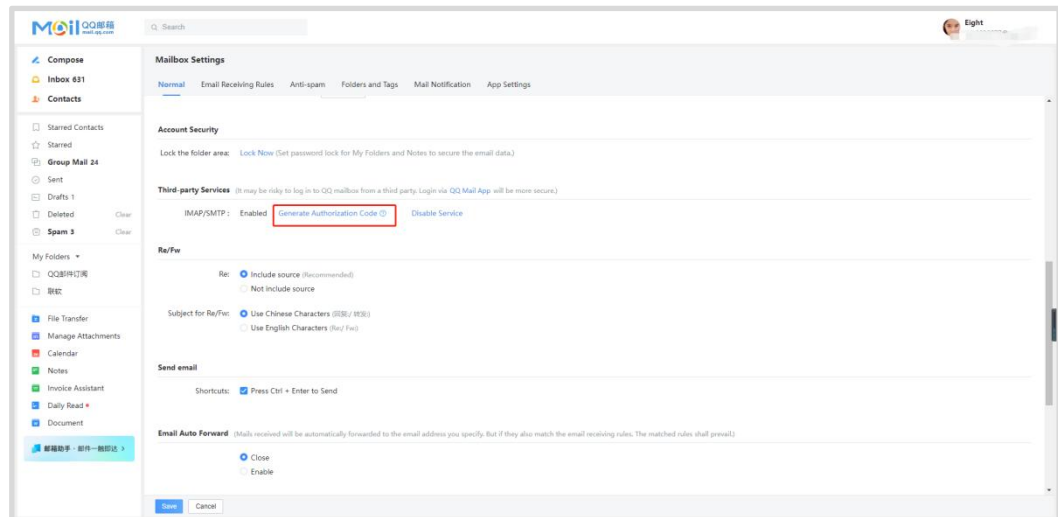 Mail QQ邮箱
mail.qq.com
Search
Eight
Compose
Inbox 631
Contacts
Starred Contacts
Starred
Group Mail 24
Sent
Drafts 1
Deleted Clear
Spam 3 Clear
My Folders
QQ邮件订阅
联软
File Transfer
Manage Attachments
Calendar
Notes
Invoice Assistant
Daily Read
Document
邮箱助手 · 邮件一触即达 >
Mailbox Settings
Normal Email Receiving Rules Anti-spam Folders and Tags Mail Notification App Settings
Account Security
Lock the folder area: Lock Now (Set password lock for My Folders and Notes to secure the email data.)
Third-party Services (It may be risky to log in to QQ mailbox from a third party. Login via QQ Mail App will be more secure.)
IMAP/SMTP : Enabled Generate Authorization Code Disable Service
Re/Fw
Re: Include source (Recommended)
Not include source
Subject for Re/Fw: Use Chinese Characters (回复:/ 转发:)
Use English Characters (Re:/ Fw:)
Send email
Shortcuts: Press Ctrl + Enter to Send
Email Auto Forward (Mails received will be automatically forwarded to the email address you specify. But if they also match the email receiving rules. The matched rules shall prevail.)
Close
Enable
Save Cancel